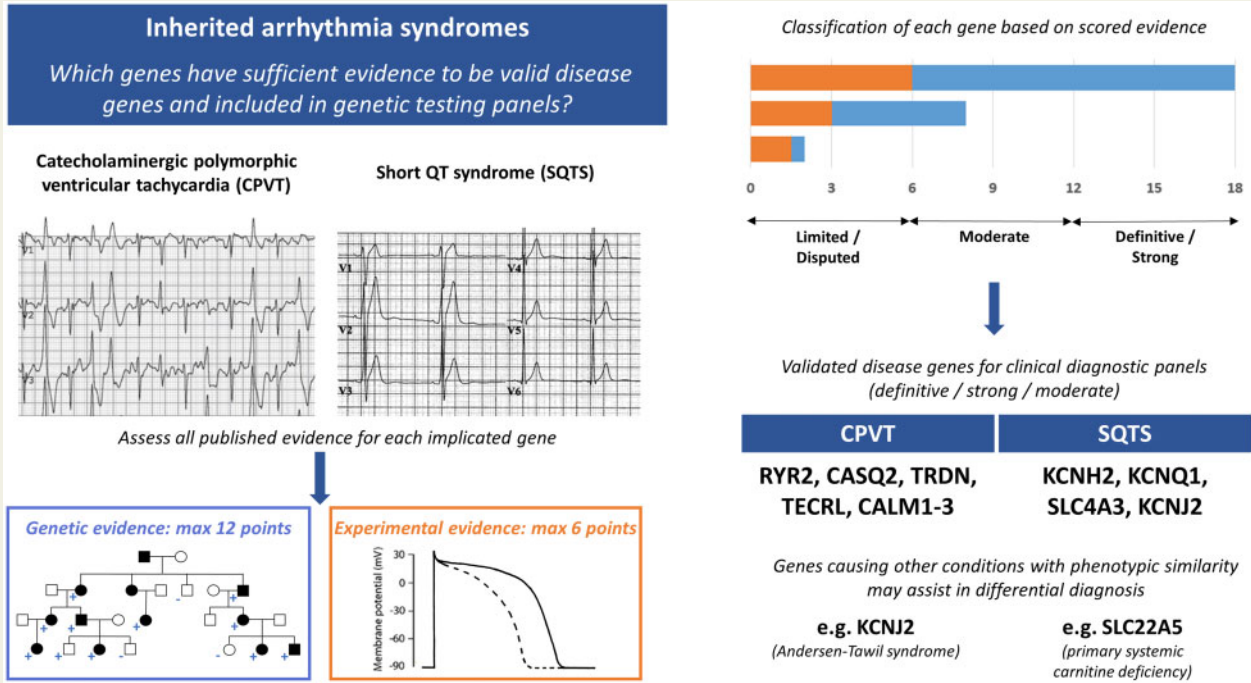 Inherited arrhythmia syndromes
Which genes have sufficient evidence to be valid disease
genes and included in genetic testing panels?
Catecholaminergic polymorphic
ventricular tachycardia (CPVT)
Short QT syndrome (SQTS)
V1
V2
V3
V1
V2
V3
V4
V5
V6
Assess all published evidence for each implicated gene
Genetic evidence: max 12 points
+
+
-
+
+
+
+
+
+
+
-
-
+
+
Experimental evidence: max 6 points
Membrane potential (mV)
30
0
-30
-60
-90
Classification of each gene based on scored evidence
0 3 6 9 12 15 18
Limited /
Disputed
Moderate
Definitive /
Strong
Validated disease genes for clinical diagnostic panels
(definitive / strong / moderate)
CPVT
RYR2, CASQ2, TRDN,
TECRL, CALM1-3
SQTS
KCNH2, KCNQ1,
SLC4A3, KCNJ2
Genes causing other conditions with phenotypic similarity
may assist in differential diagnosis
e.g. KCNJ2
(Andersen-Tawil syndrome)
e.g. SLC22A5
(primary systemic
carnitine deficiency)